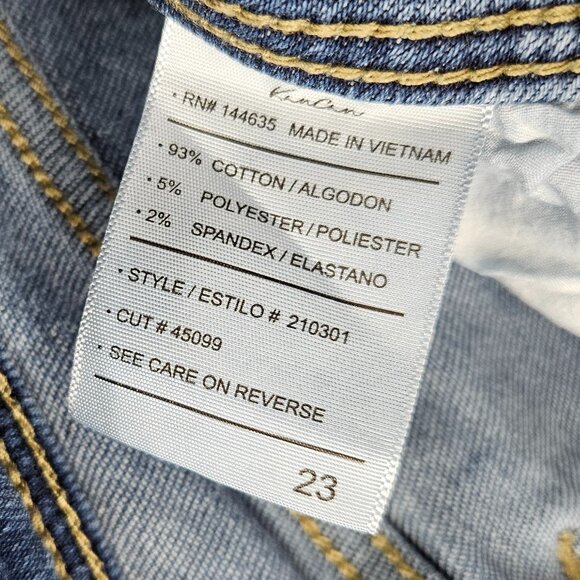 KanCan
• RN# 144635 MADE IN VIETNAM
• 93% COTTON / ALGODON
• 5% POLYESTER / POLIESTER
• 2% SPANDEX / ELASTANO
• STYLE / ESTILO # 210301
• CUT # 45099
• SEE CARE ON REVERSE
23